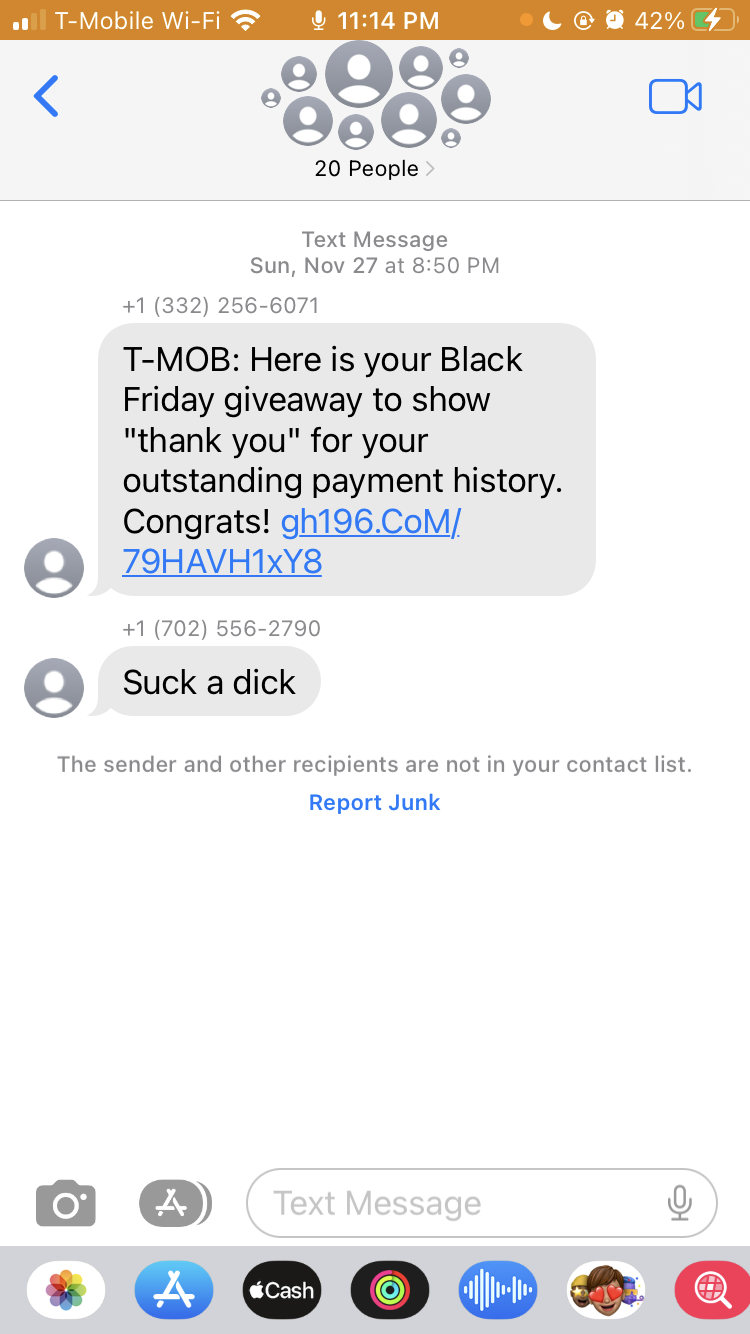 T-Mobile Wi-Fi 11:14 PM 42%
20 People
Text Message
Sun, Nov 27 at 8:50 PM
+1 (332) 256-6071
T-MOB: Here is your Black
Friday giveaway to show
"thank you" for your
outstanding payment history.
Congrats! gh196.CoM/
79HAVH1xY8
+1 (702) 556-2790
Suck a dick
The sender and other recipients are not in your contact list.
Report Junk
Text Message
Cash